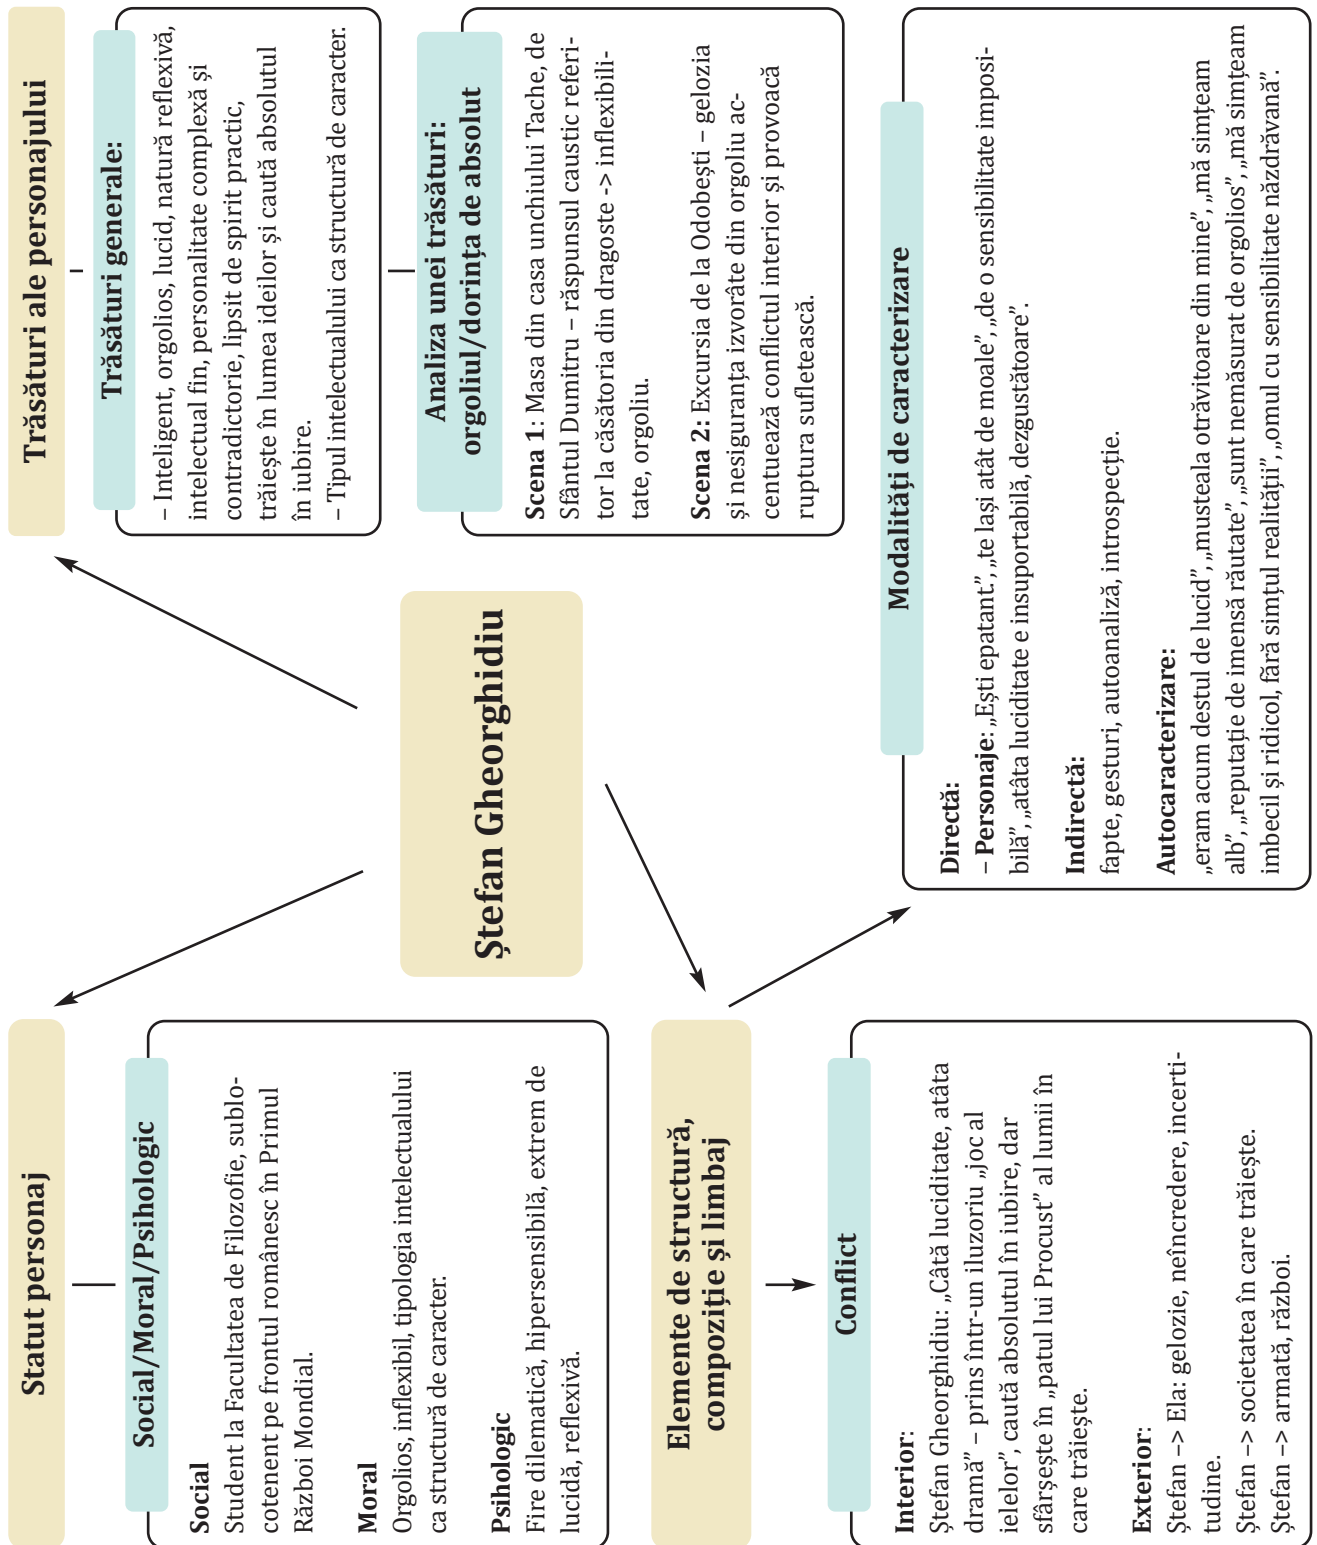 Statut personaj
Social/Moral/Psihologic
Social
Student la Facultatea de Filozofie, sublo-
cotenent pe frontul românesc în Primul
Război Mondial.
Moral
Orgolios, inflexibil, tipologia intelectualului
ca structură de caracter.
Psihologic
Fire dilematică, hipersensibilă, extrem de
lucidă, reflexivă.
Ștefan Gheorghidiu
Trăsături ale personajului
Trăsături generale:
– Inteligent, orgolios, lucid, natură reflexivă,
intelectual fin, personalitate complexă și
contradictorie, lipsit de spirit practic,
trăiește în lumea ideilor și caută absolutul
în iubire.
– Tipul intelectualului ca structură de caracter.
Analiza unei trăsături:
orgoliul/dorința de absolut
Scena 1: Masa din casa unchiului Tache, de
Sfântul Dumitru – răspunsul caustic referi-
tor la căsătoria din dragoste -> inflexibili-
tate, orgoliu.
Scena 2: Excursia de la Odobești – gelozia
și nesiguranța izvorâte din orgoliu ac-
centuează conflictul interior și provoacă
ruptura sufletească.
Elemente de structură,
compoziție și limbaj
Conflict
Interior:
Ștefan Gheorghidiu: „Câtă luciditate, atâta
dramă” – prins într-un iluzoriu „joc al
ielelor”, caută absolutul în iubire, dar
sfârșește în „patul lui Procust” al lumii în
care trăiește.
Exterior:
Ștefan –> Ela: gelozie, neîncredere, incerti-
tudine.
Ștefan –> societatea în care trăiește.
Ștefan –> armată, război.
Modalități de caracterizare
Directă:
– Personaje: „Ești epatant.”, „te lași atât de moale”, „de o sensibilitate imposi-
bilă”, „atâta luciditate e insuportabilă, dezgustătoare”.
Indirectă:
fapte, gesturi, autoanaliză, introspecție.
Autocaracterizare:
„eram acum destul de lucid”, „musteala otrăvitoare din mine”, „mă simțeam
alb”, „reputație de imensă răutate”, „sunt nemăsurat de orgolios”, „mă simțeam
imbecil și ridicol, fără simțul realității”, „omul cu sensibilitate năzdrăvană”.